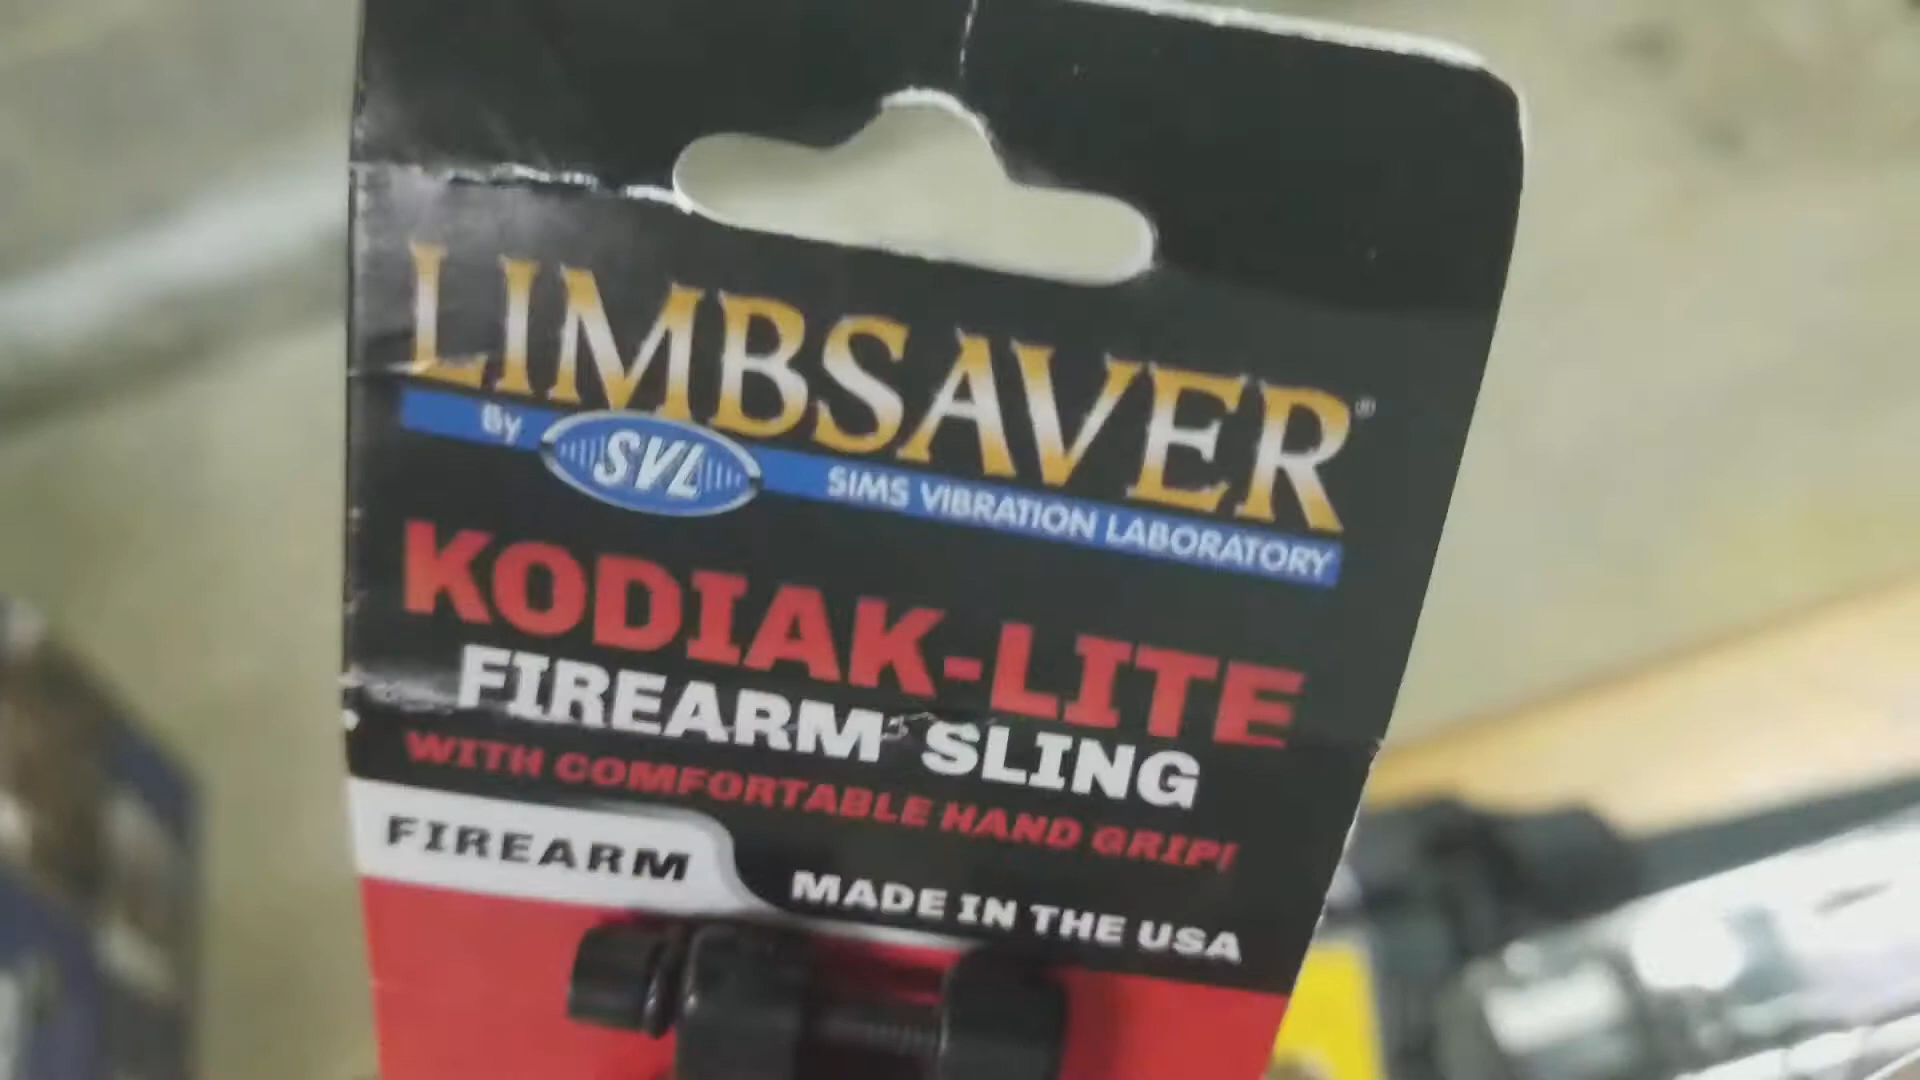 LIMBSAVER®
By SVL SIMS VIBRATION LABORATORY
KODIAK-LITE
FIREARM SLING
WITH COMFORTABLE HAND GRIP!
FIREARM
MADE IN THE USA